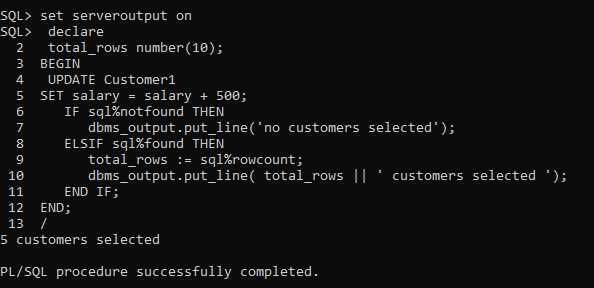 SQL> set serveroutput on
SQL>  declare
  2   total_rows number(10);
  3  BEGIN
  4   UPDATE Customer1
  5  SET salary = salary + 500;
  6     IF sql%notfound THEN
  7        dbms_output.put_line('no customers selected');
  8     ELSIF sql%found THEN
  9        total_rows := sql%rowcount;
 10        dbms_output.put_line( total_rows || ' customers selected ');
 11     END IF;
 12  END;
 13  /
5 customers selected

PL/SQL procedure successfully completed.